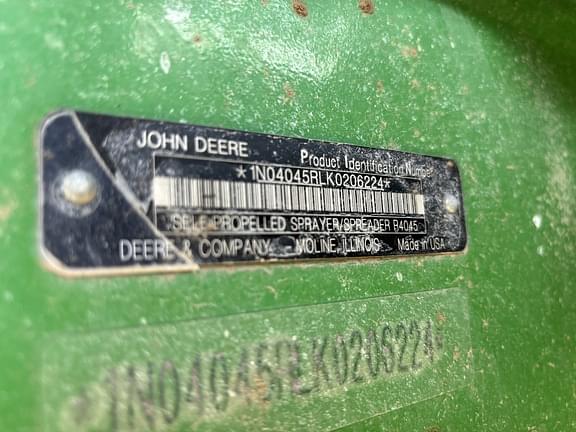 JOHN DEERE
Product Identification Number
*1N04045RLK0206224*
SELF-PROPELLED SPRAYER/SPREADER R4045
DEERE & COMPANY MOLINE, ILLINOIS Made in USA
*1N04045RLK0206224*